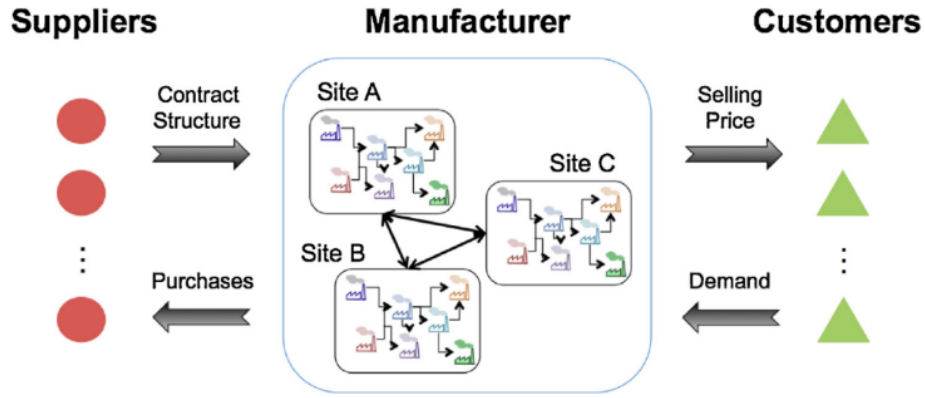 Suppliers
Manufacturer
Customers
Contract
Structure
Site A
Selling
Price
Site C
Site B
Purchases
Demand